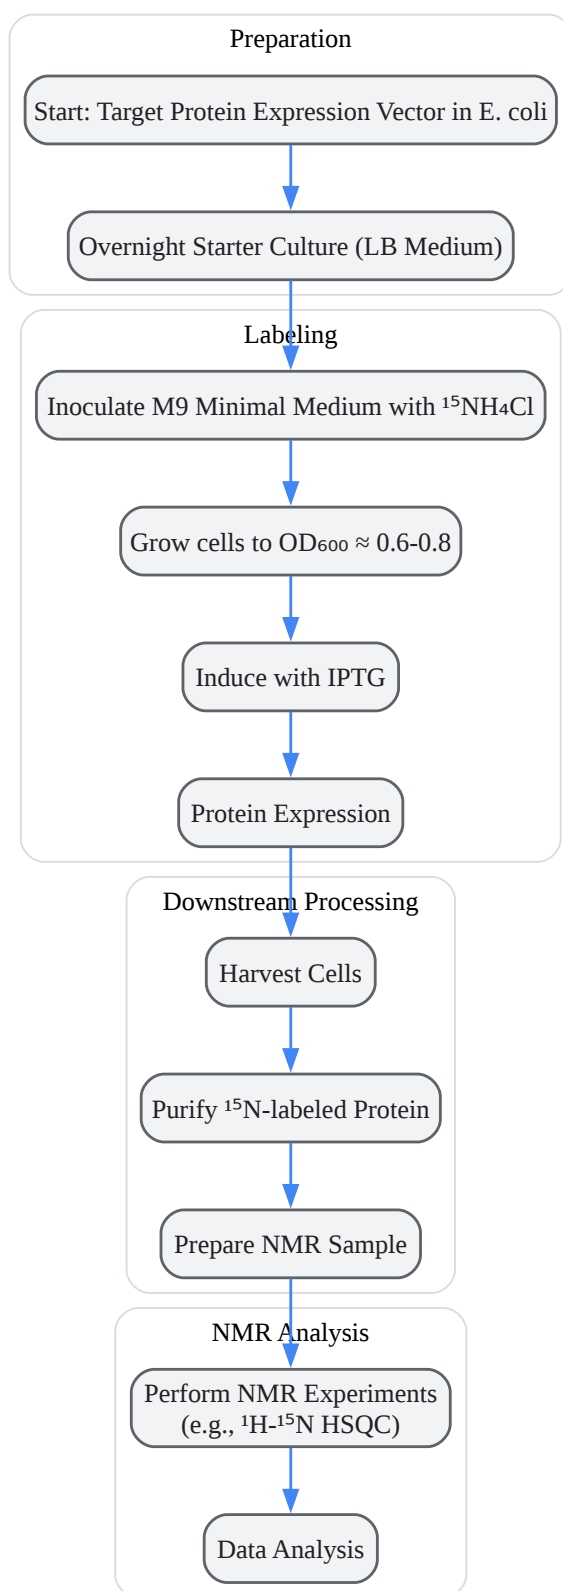 Preparation
Start: Target Protein Expression Vector in E. coli
Overnight Starter Culture (LB Medium)
Labeling
Inoculate M9 Minimal Medium with ¹⁵NH₄Cl
Grow cells to OD₆₀₀ ≈ 0.6-0.8
Induce with IPTG
Protein Expression
Downstream Processing
Harvest Cells
Purify ¹⁵N-labeled Protein
Prepare NMR Sample
NMR Analysis
Perform NMR Experiments
(e.g., ¹H-¹⁵N HSQC)
Data Analysis